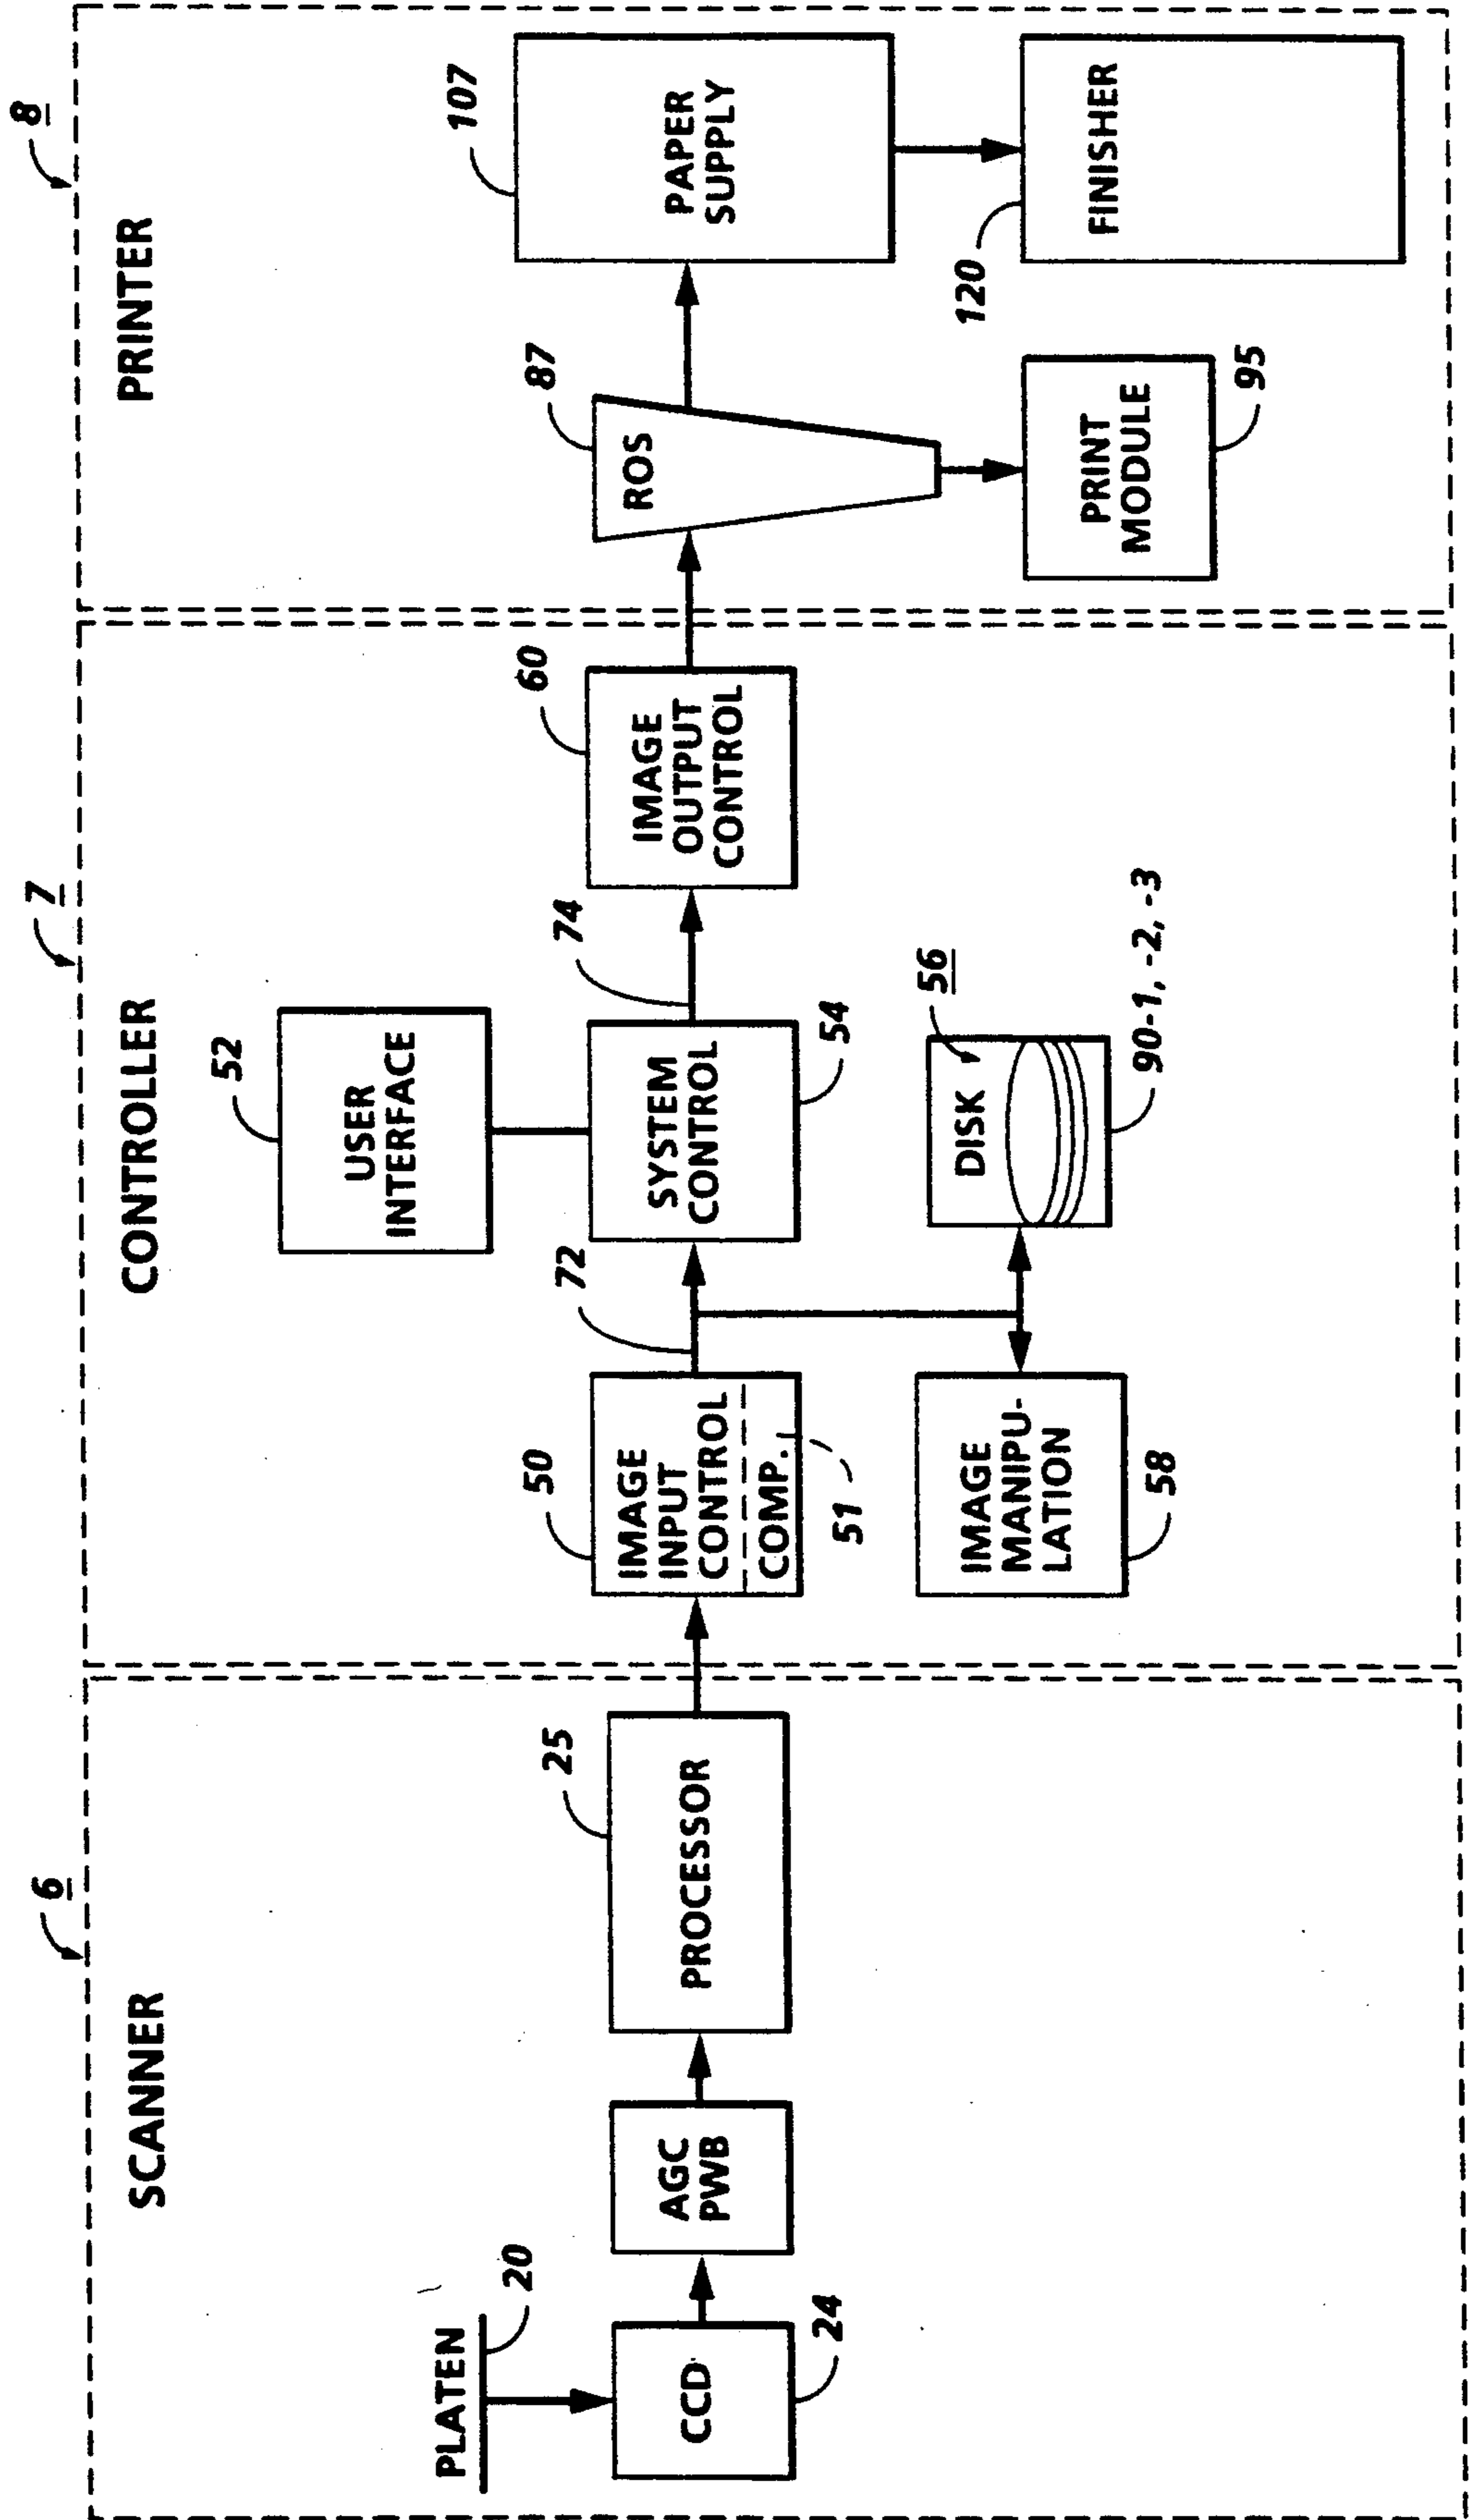 6
SCANNER
PLATEN
20
CCD
24
AGC
PWB
PROCESSOR
25
7
CONTROLLER
USER
INTERFACE
52
IMAGE
INPUT
CONTROL
COMP.
50
51
72
SYSTEM
CONTROL
54
74
IMAGE
OUTPUT
CONTROL
60
IMAGE
MANIPU-
LATION
58
DISK
56
90-1, -2, -3
8
PRINTER
ROS
87
PRINT
MODULE
95
PAPER
SUPPLY
107
FINISHER
120